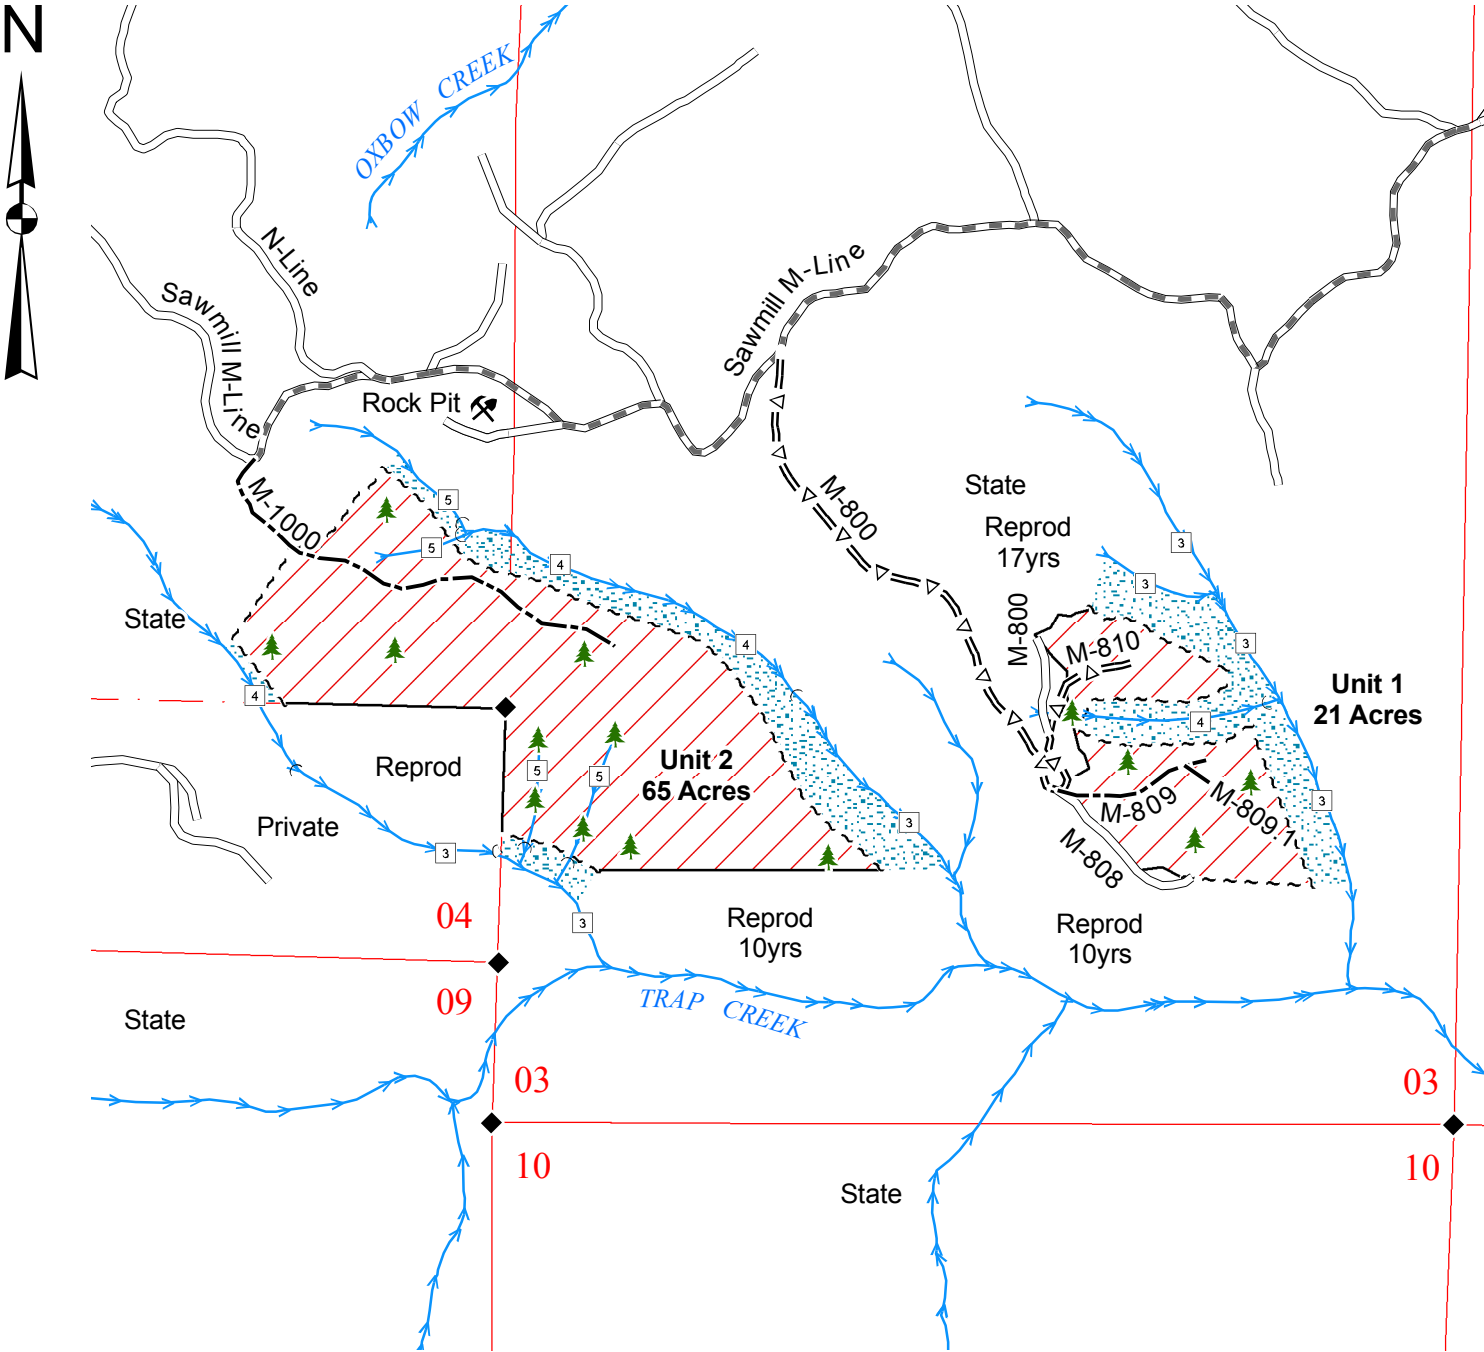 N
OXBOW CREEK
N-Line
Sawmill M-Line
Sawmill M-Line
Rock Pit
M-1000
M-800
State
Reprod
17yrs
5
5
4
3
3
State
M-800
M-810
4
3
4
Unit 1
21 Acres
4
Reprod
5
5
Unit 2
65 Acres
M-809
M-809.1
3
Private
3
3
M-808
04
3
Reprod
10yrs
Reprod
10yrs
09
TRAP CREEK
State
03
03
10
10
State